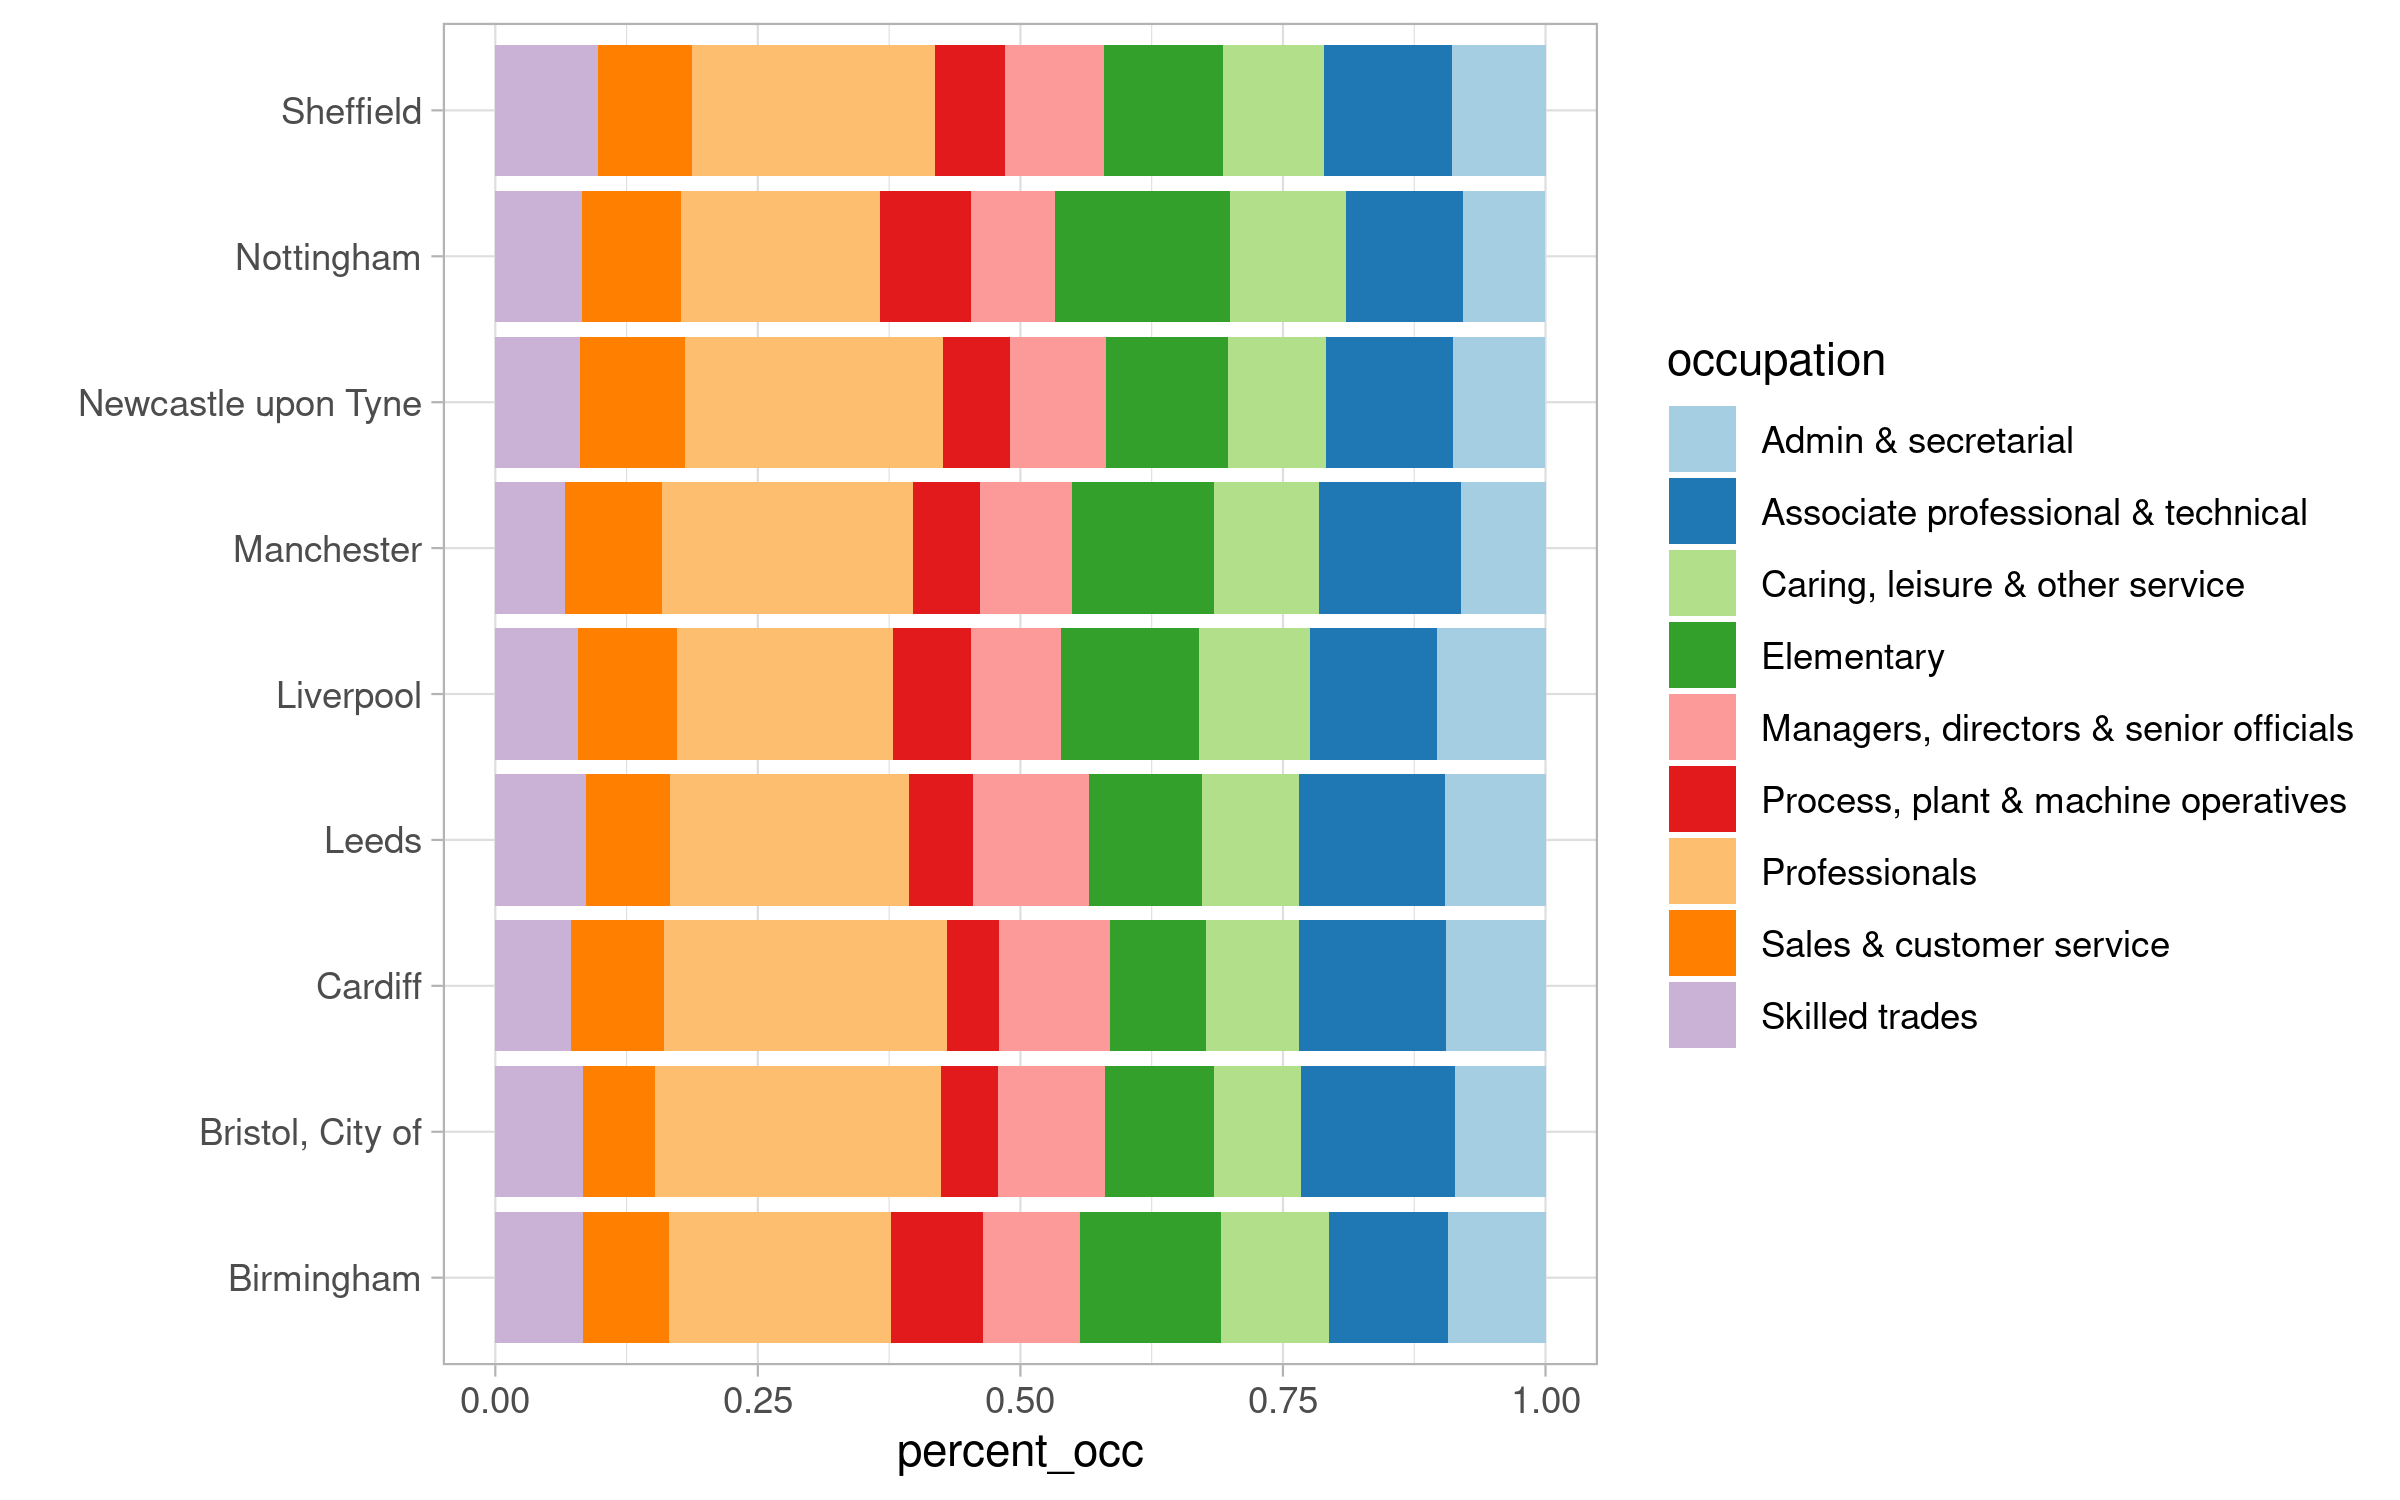 Sheffield
Nottingham
Newcastle upon Tyne
Manchester
Liverpool
Leeds
Cardiff
Bristol, City of
Birmingham
0.00 0.25 0.50 0.75 1.00
percent_occ
occupation
Admin & secretarial
Associate professional & technical
Caring, leisure & other service
Elementary
Managers, directors & senior officials
Process, plant & machine operatives
Professionals
Sales & customer service
Skilled trades